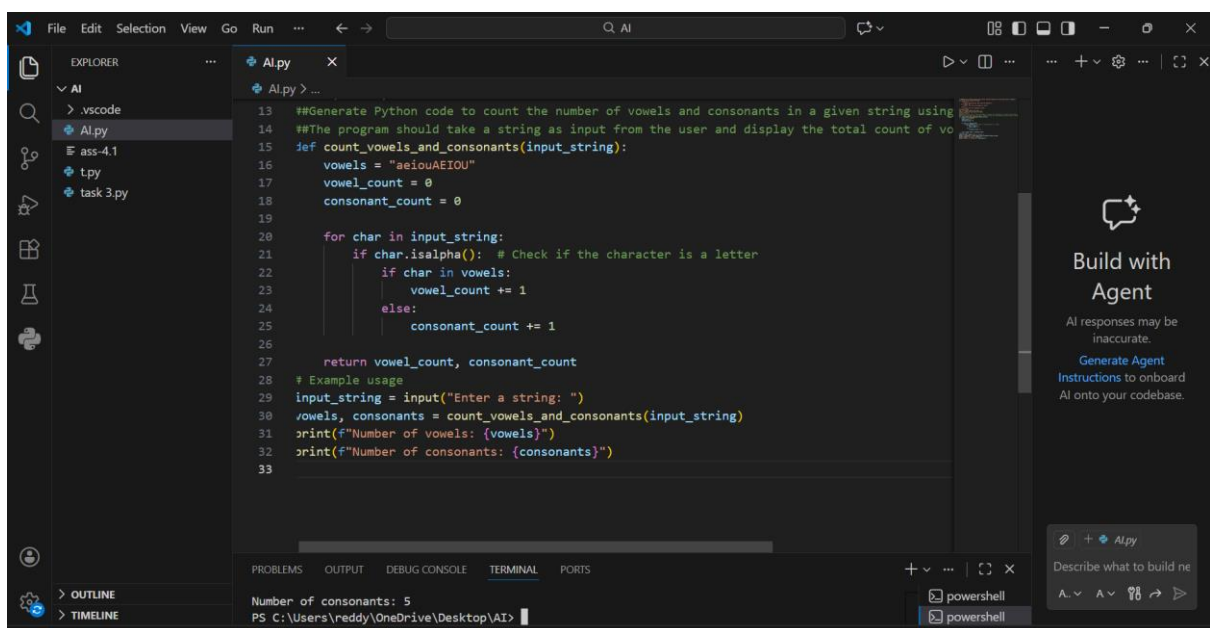 File Edit Selection View Go Run ··· AI
EXPLORER ···
AI
.vscode
AI.py
ass-4.1
t.py
task 3.py
OUTLINE
TIMELINE
AI.py
AI.py > ...
13 ##Generate Python code to count the number of vowels and consonants in a given string using
14 ##The program should take a string as input from the user and display the total count of vo
15 def count_vowels_and_consonants(input_string):
16 vowels = "aeiouAEIOU"
17 vowel_count = 0
18 consonant_count = 0
19
20 for char in input_string:
21 if char.isalpha(): # Check if the character is a letter
22 if char in vowels:
23 vowel_count += 1
24 else:
25 consonant_count += 1
26
27 return vowel_count, consonant_count
28 # Example usage
29 input_string = input("Enter a string: ")
30 vowels, consonants = count_vowels_and_consonants(input_string)
31 print(f"Number of vowels: {vowels}")
32 print(f"Number of consonants: {consonants}")
33
PROBLEMS OUTPUT DEBUG CONSOLE TERMINAL PORTS
Number of consonants: 5
PS C:\Users\reddy\OneDrive\Desktop\AI>
powershell
powershell
Build with
Agent
AI responses may be
inaccurate.
Generate Agent
Instructions to onboard
AI onto your codebase.
AI.py
Describe what to build ne
A.. A